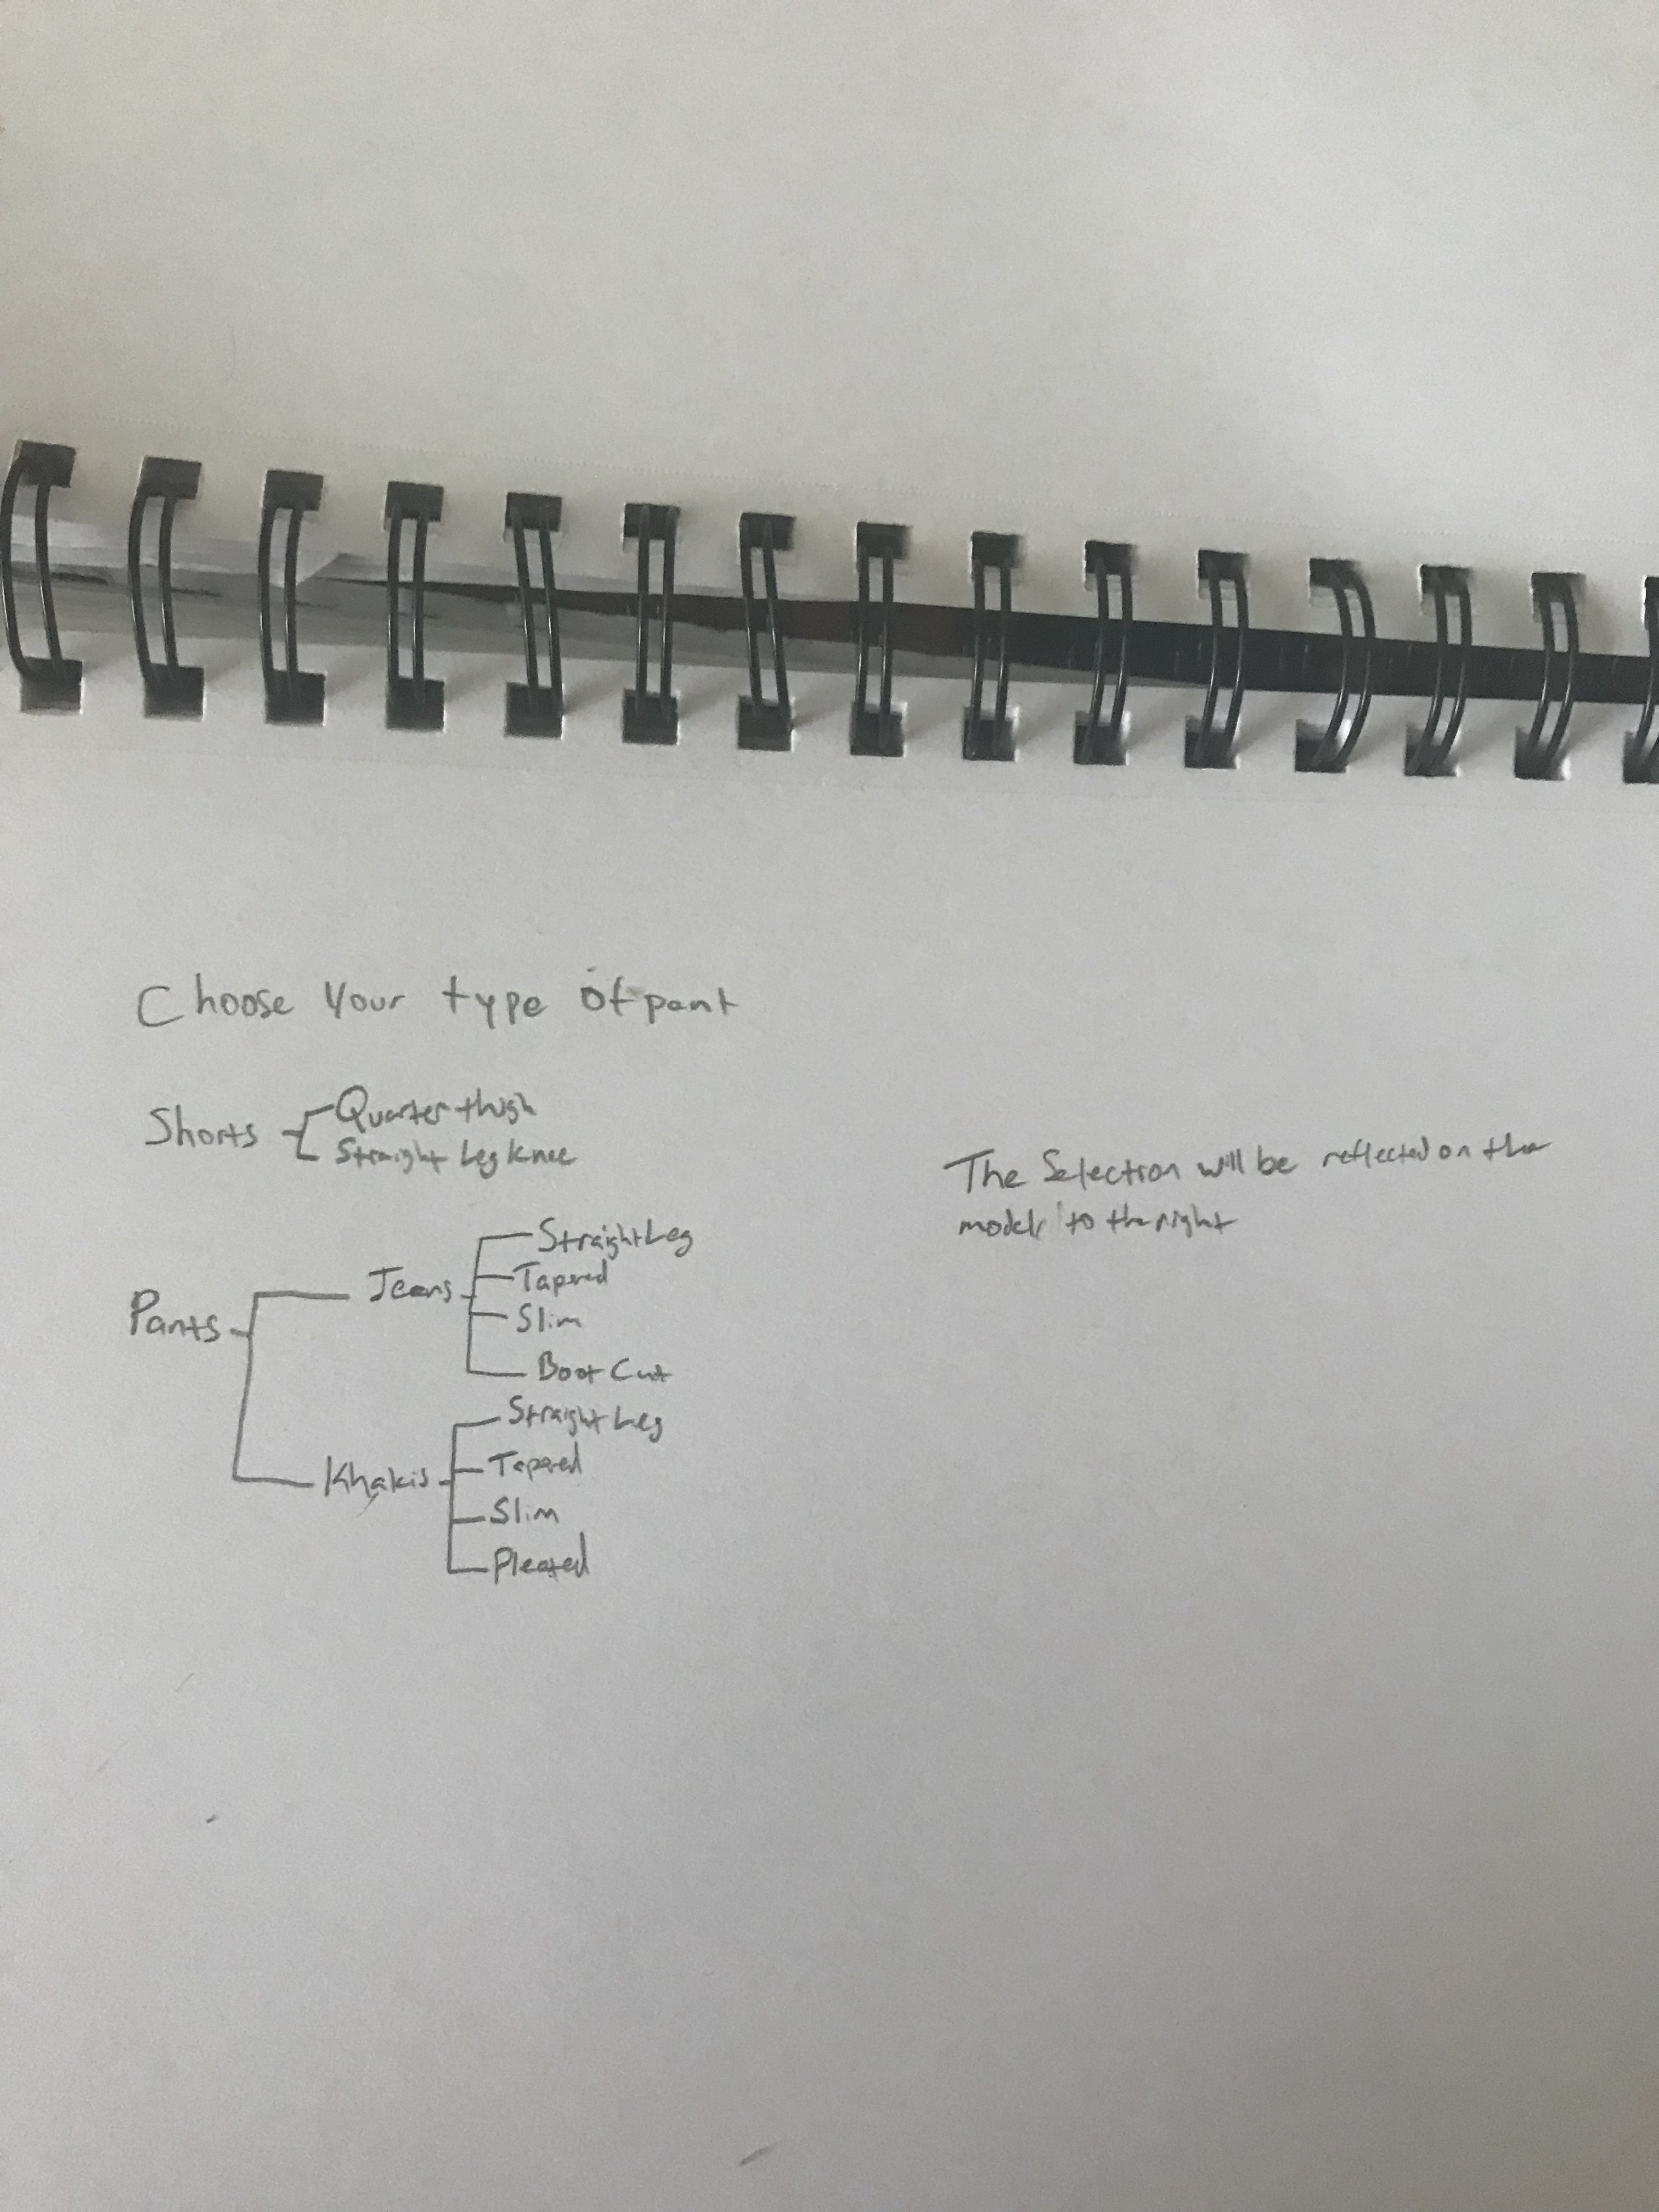 Choose Your type of pant
Shorts
Quarter thigh
Straight Leg Knee
The Selection will be reflected on the
model to the right
Pants
Jeans
Straight Leg
Tapered
Slim
Boot Cut
Khakis
Straight Leg
Tapered
Slim
Pleated